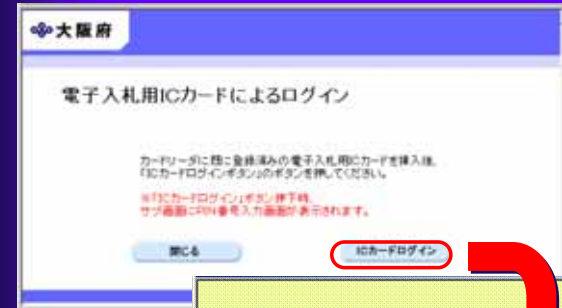 大阪府
電子入札用ICカードによるログイン
カードリーダに既に登録済みの電子入札用ICカードを挿入後、
「ICカードログインボタン」のボタンを押してください。
※「ICカードログイン」ボタン押下時、
サブ画面にPIN番号入力画面が表示されます。
閉じる
ICカードログイン